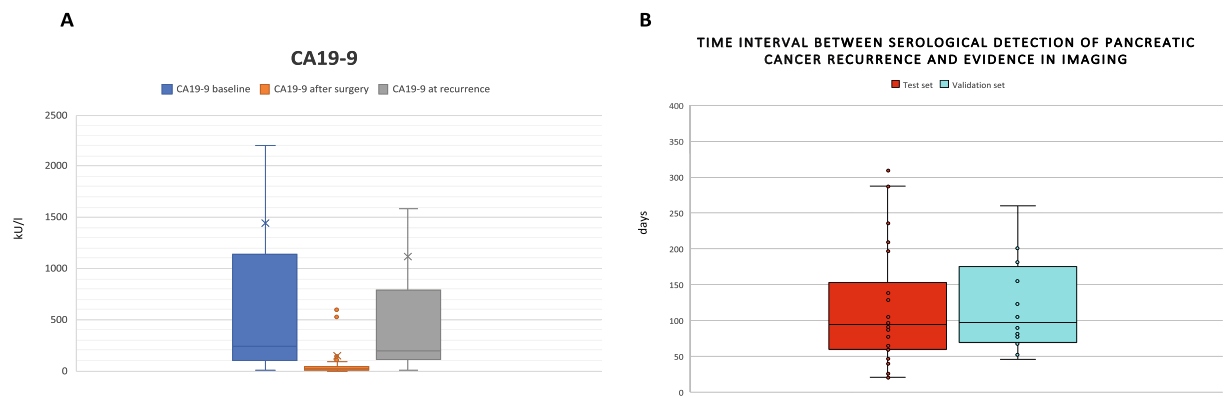 A
CA19-9
CA19-9 baseline CA19-9 after surgery CA19-9 at recurrence
2500
2000
1500
1000
500
0
kU/l
B
TIME INTERVAL BETWEEN SEROLOGICAL DETECTION OF PANCREATIC
CANCER RECURRENCE AND EVIDENCE IN IMAGING
Test set Validation set
400
350
300
250
200
150
100
50
0
days